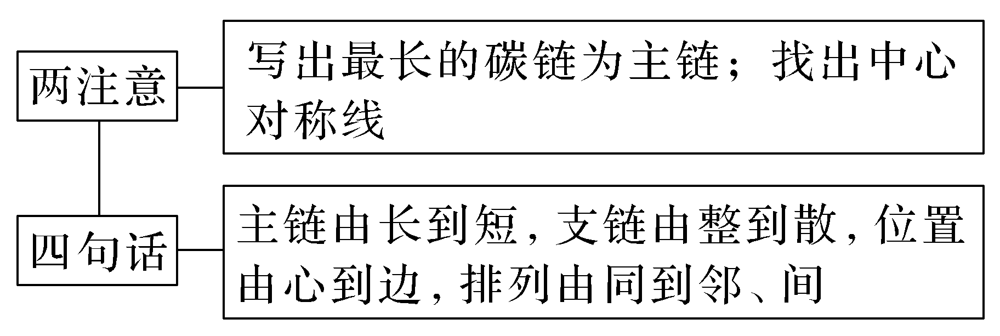 两注意
写出最长的碳链为主链；找出中心
对称线
四句话
主链由长到短，支链由整到散，位置
由心到边，排列由同到邻、间